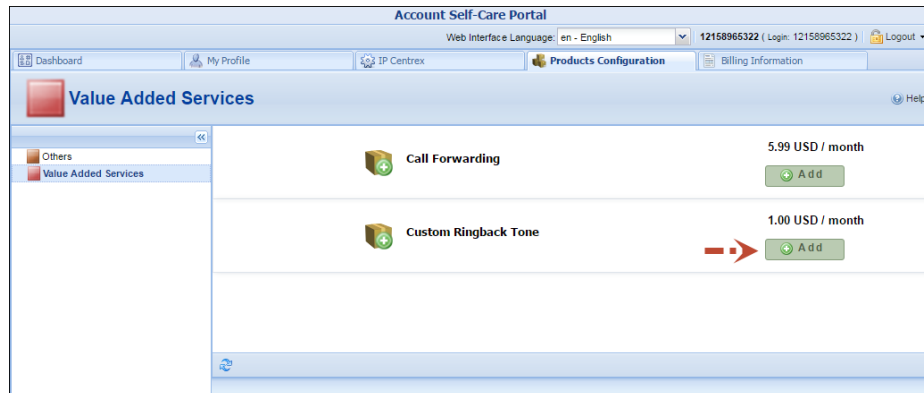 Account Self-Care Portal
Web Interface Language: en - English 12158965322 ( Login: 12158965322 ) Logout
Dashboard My Profile IP Centrex Products Configuration Billing Information
Value Added Services Help
Others
Value Added Services
Call Forwarding
5.99 USD / month
Add
Custom Ringback Tone
1.00 USD / month
Add